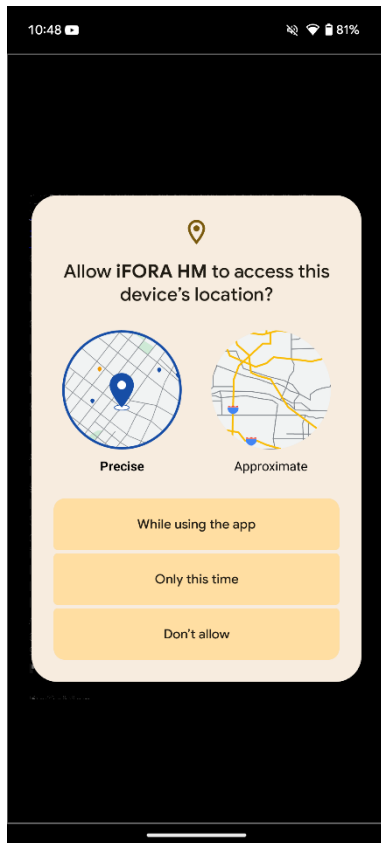 10:48 81%
Allow iFORA HM to access this
device's location?
Precise Approximate
While using the app
Only this time
Don't allow